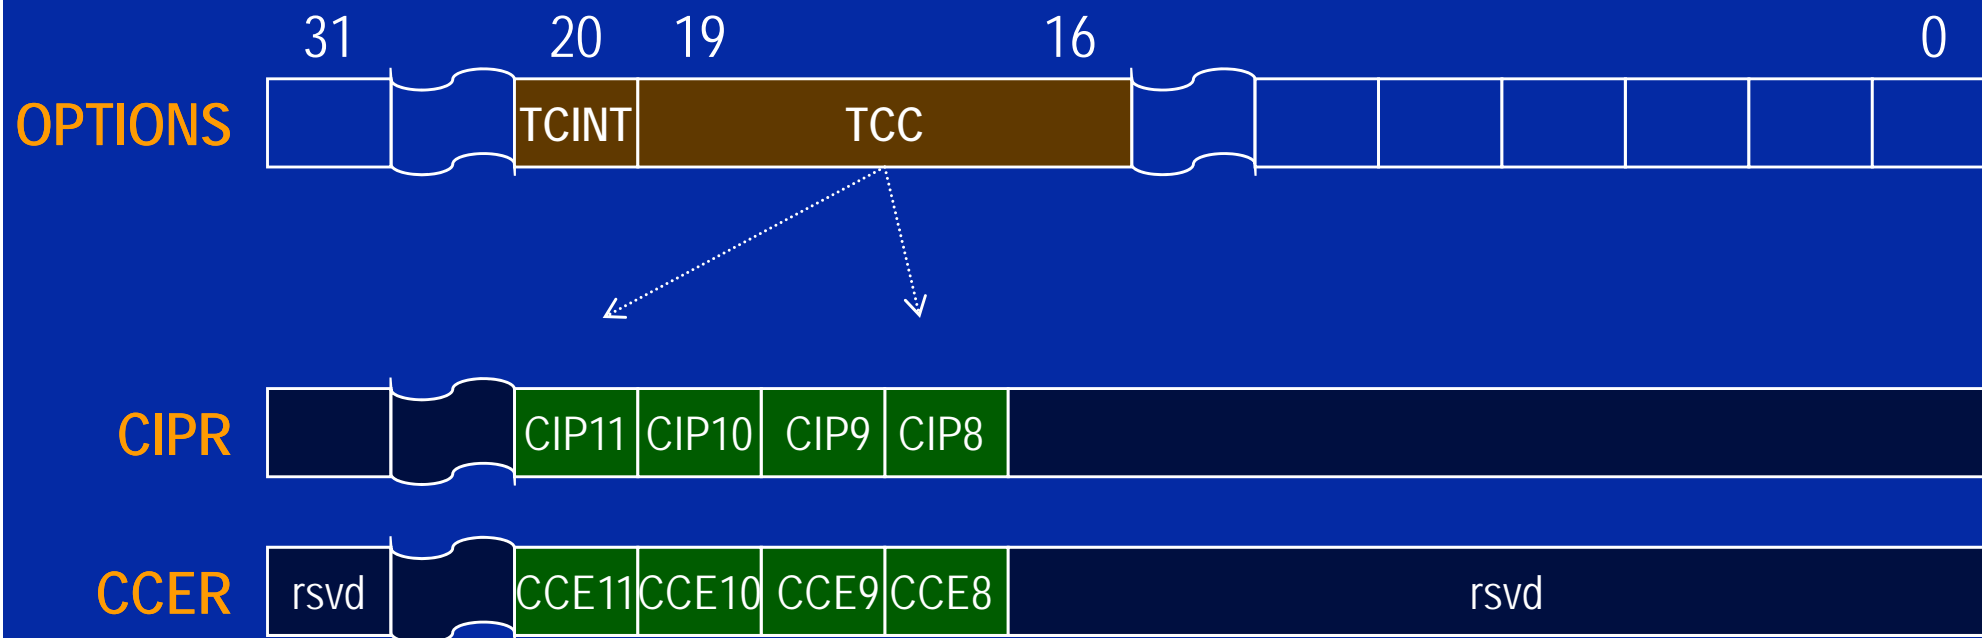 31 20 19 16 0
OPTIONS TCINT TCC
CIPR CIP11 CIP10 CIP9 CIP8
CCER rsvd CCE11 CCE10 CCE9 CCE8 rsvd